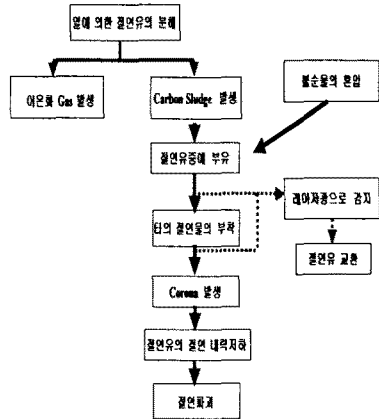 열에 의한 절연유의 분해
이온화 Gas 발생
Carbon Sludge 발생
불순물의 혼입
절연유중에 부유
타의 절연물의 부착
레이저광으로 감지
절연유 교환
Corona 발생
절연유의 절연 내력저하
절연파괴